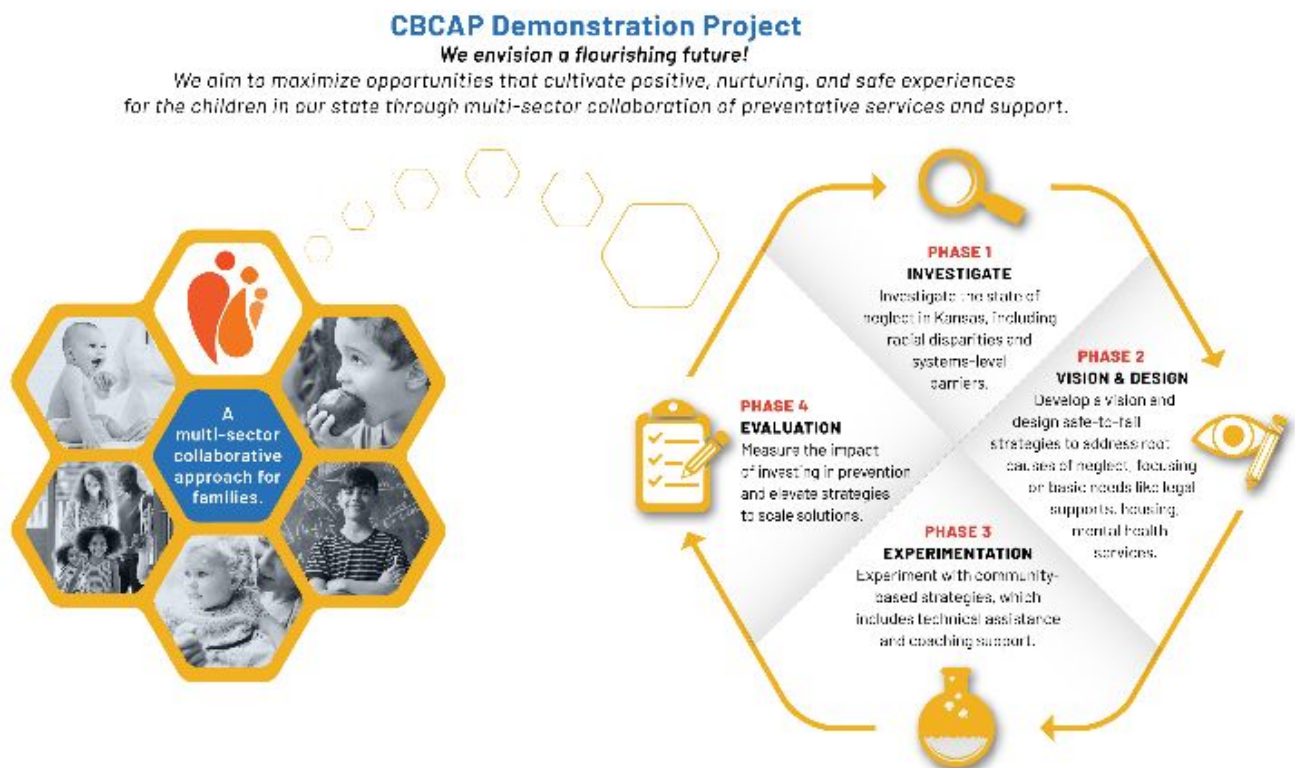 CBCAP Demonstration Project
We envision a flourishing future!
We aim to maximize opportunities that cultivate positive, nurturing, and safe experiences
for the children in our state through multi-sector collaboration of preventative services and support.
A
multi-sector
collaborative
approach for
families.
PHASE 1
INVESTIGATE
Investigate the state of
neglect in Kansas, including
racial disparities and
systems-level
barriers.
PHASE 2
VISION & DESIGN
Develop a vision and
design safe-to-fail
strategies to address root
causes of neglect, focusing
on basic needs like legal
supports, housing,
mental health
services.
PHASE 3
EXPERIMENTATION
Experiment with community-
based strategies, which
includes technical assistance
and coaching support.
PHASE 4
EVALUATION
Measure the impact
of investing in prevention
and elevate strategies
to scale solutions.